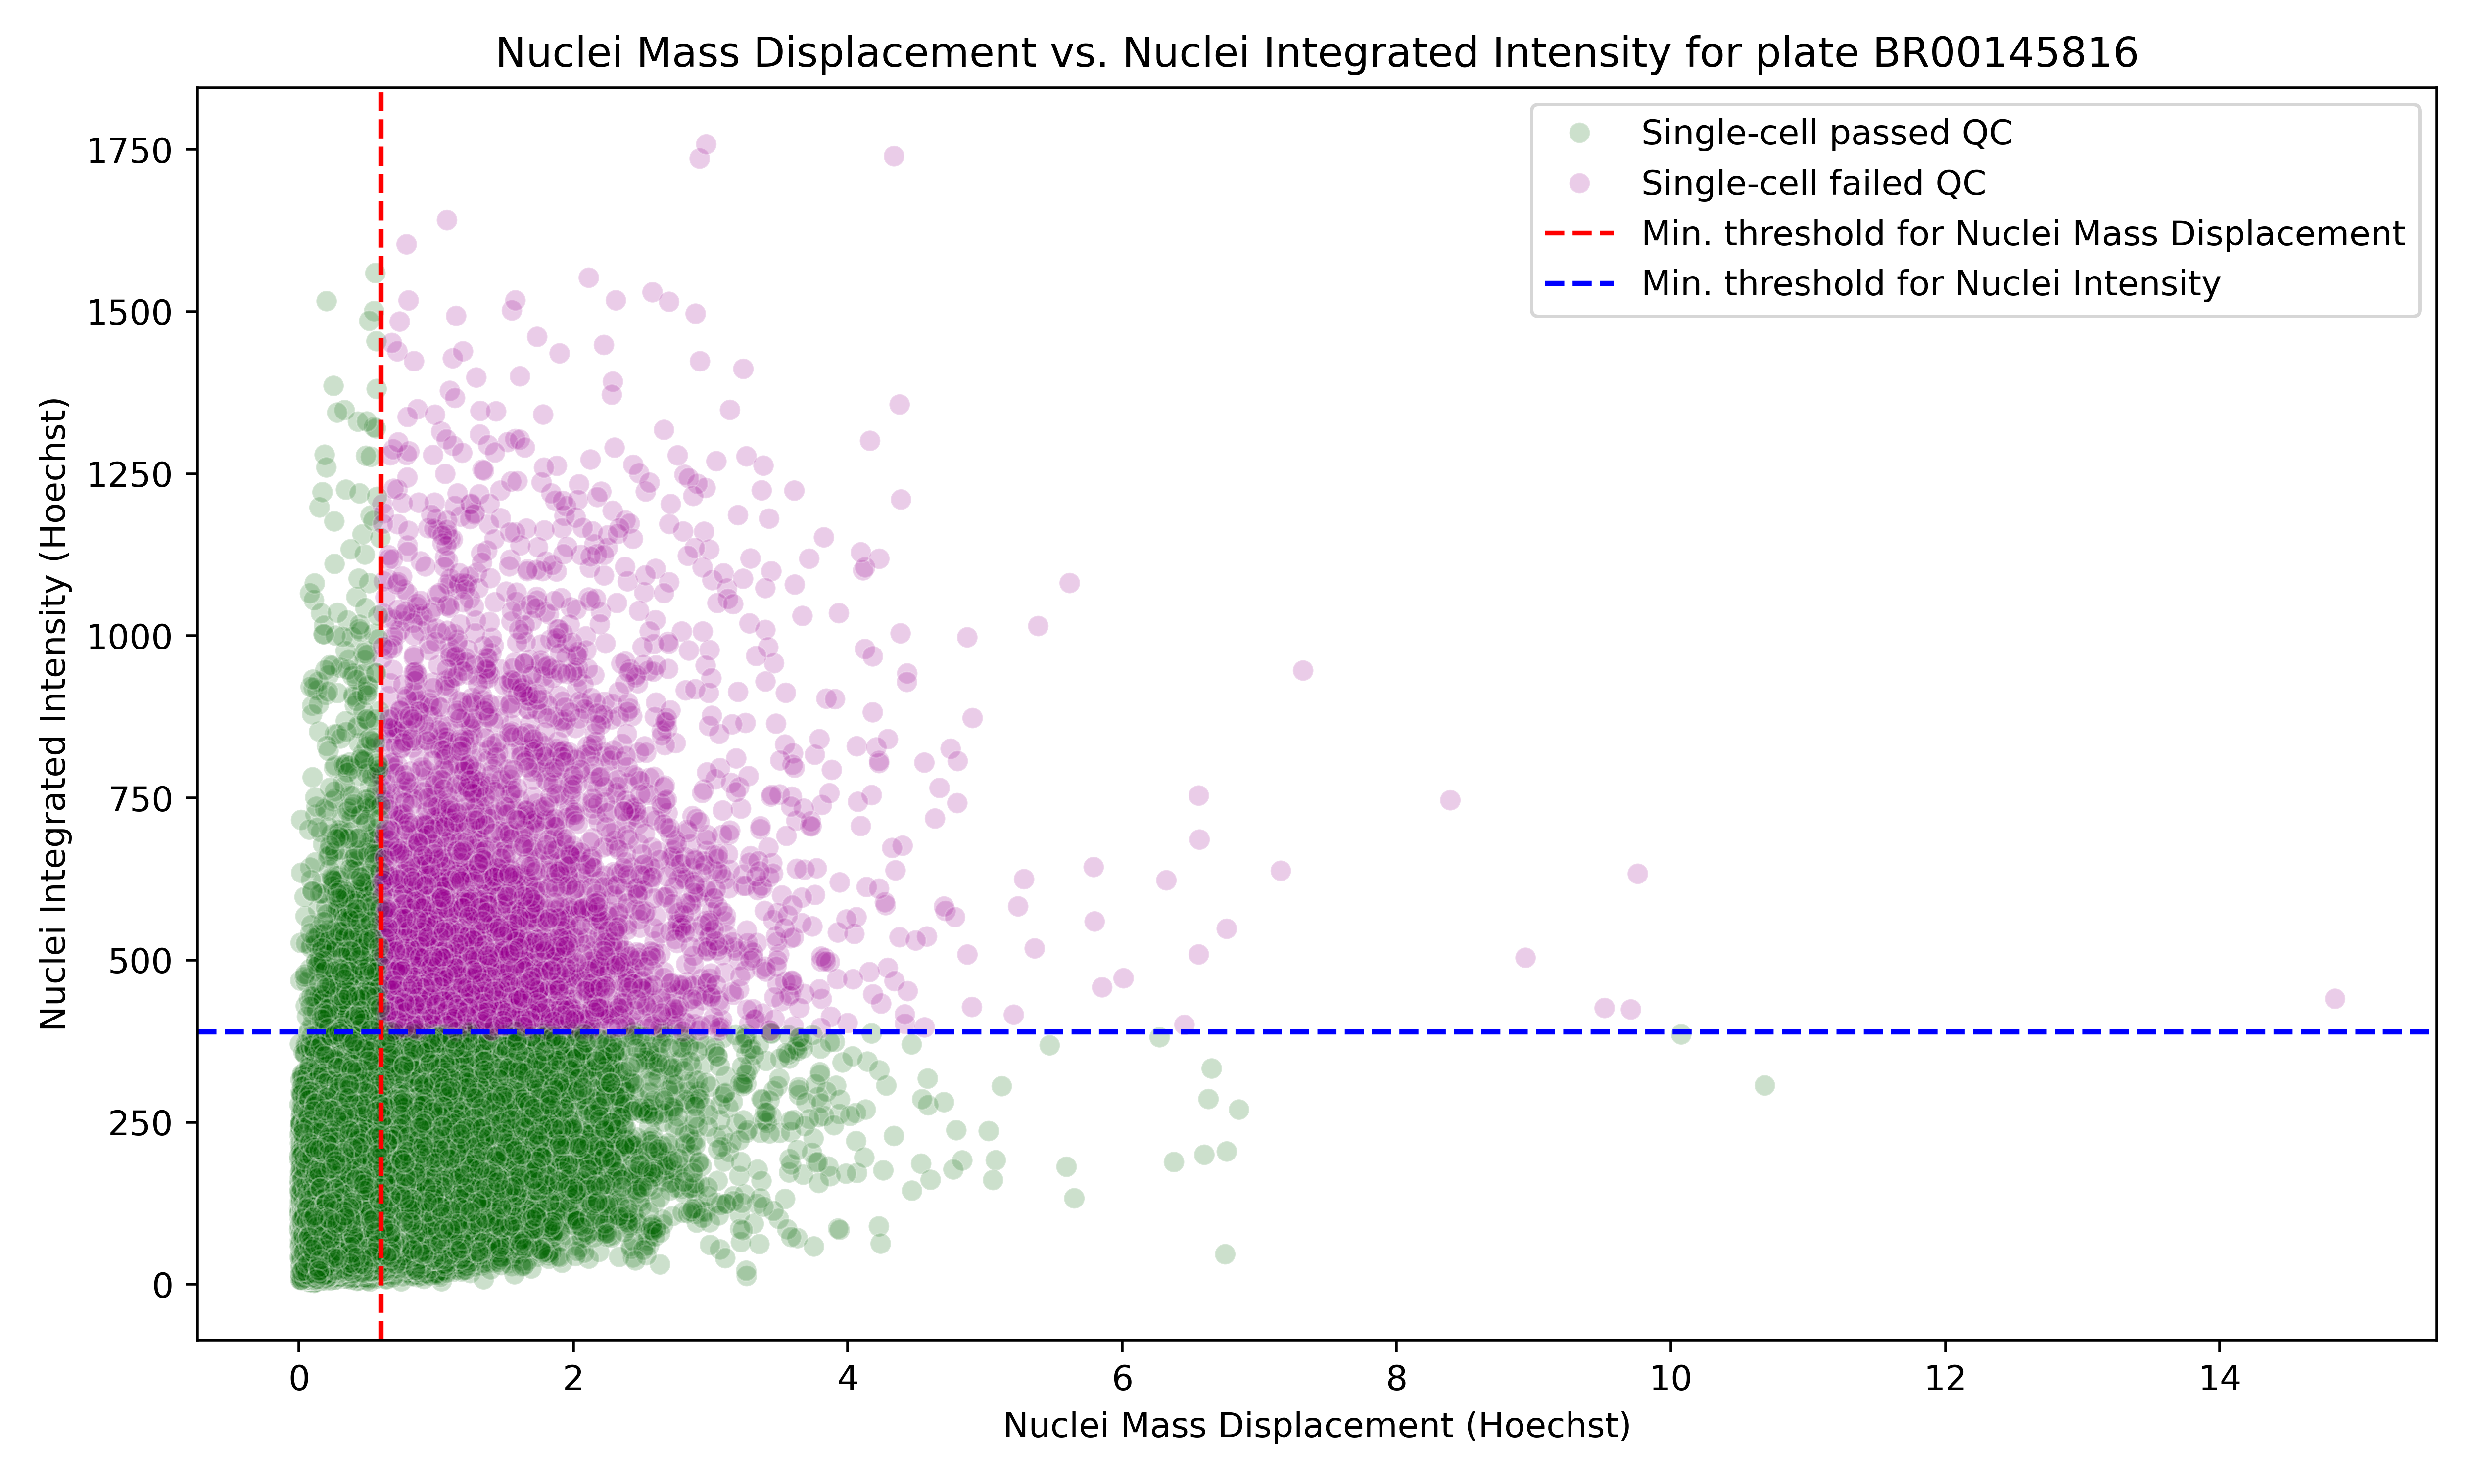 Nuclei Mass Displacement vs. Nuclei Integrated Intensity for plate BR00145816
Single-cell passed QC
Single-cell failed QC
Min. threshold for Nuclei Mass Displacement
Min. threshold for Nuclei Intensity
Nuclei Integrated Intensity (Hoechst)
1750
1500
1250
1000
750
500
250
0
0 2 4 6 8 10 12 14
Nuclei Mass Displacement (Hoechst)